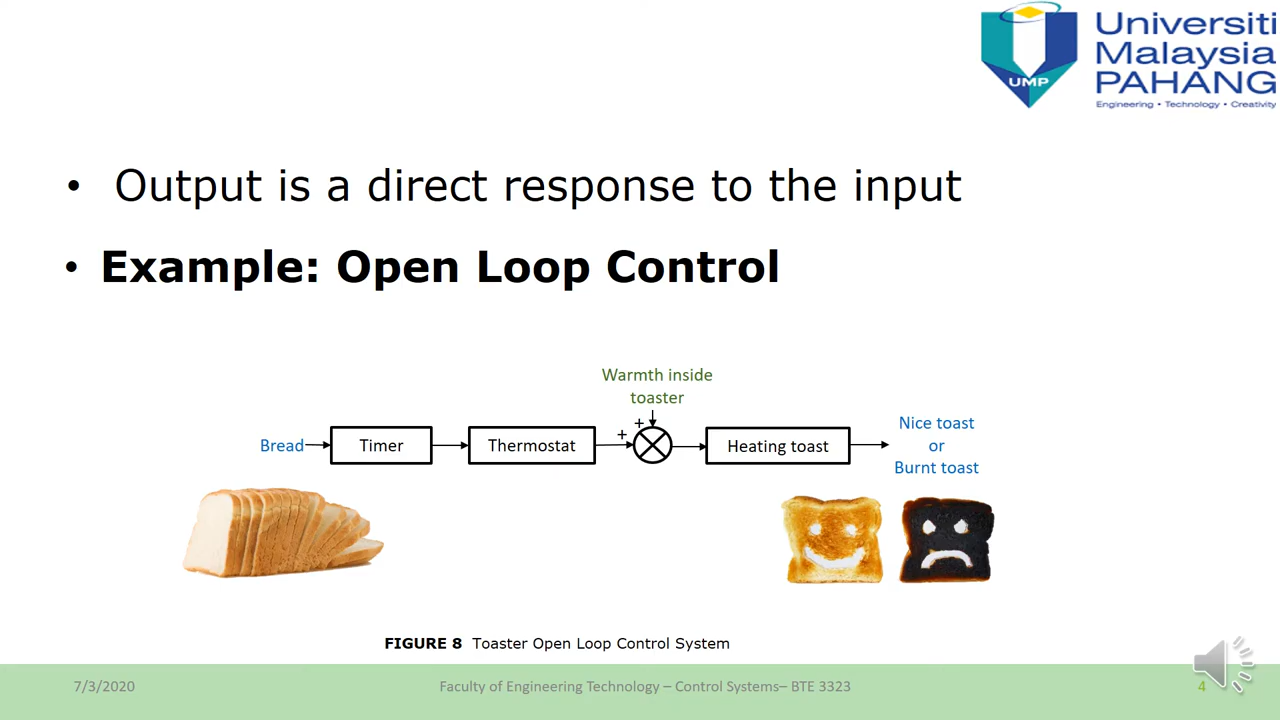 Universiti
Malaysia
PAHANG
Engineering • Technology • Creativity
UMP
• Output is a direct response to the input
• Example: Open Loop Control
Warmth inside
toaster
+
+
Bread
Timer
Thermostat
Heating toast
Nice toast
or
Burnt toast
FIGURE 8 Toaster Open Loop Control System
7/3/2020
Faculty of Engineering Technology – Control Systems– BTE 3323
4